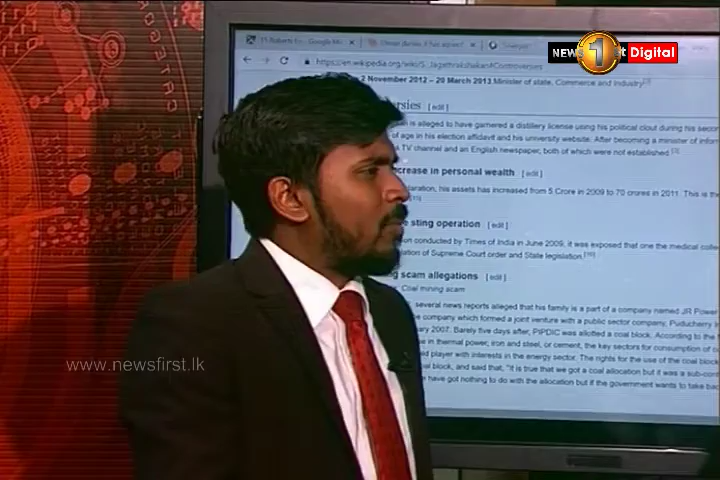 NEWS 1st Digital
https://en.wikipedia.org/wiki/S._Jagathrakshakan#Controversies
2 November 2012 – 20 March 2013 Minister of state, Commerce and Industry
ersies [edit]
is alleged to have garnered a distillery license using his political clout during his
of age in his election affidavit and his university website. After becoming a minister of
TV channel and an English newspaper, both of which were not established.
crease in personal wealth [edit]
laration, his assets has increased from 5 Crore in 2009 to 70 crores in 2011. This is the
sting operation [edit]
on conducted by Times of India in June 2009, it was exposed that one the medical
lation of Supreme Court order and State legislation.
g scam allegations [edit]
: Coal mining scam
, several news reports alleged that his family is a part of a company named JR Power
company which formed a joint venture with a public sector company, Puducherry
ary 2007. Barely five days after, PIPDIC was allotted a coal block. According to the
in thermal power, iron and steel, or cement, the key sectors for consumption of
player with interests in the energy sector. The rights for the use of the coal block
al block, and said that, "It is true that we got a coal allocation but it was a
have got nothing to do with the allocation but if the government wants to take
www.newsfirst.lk